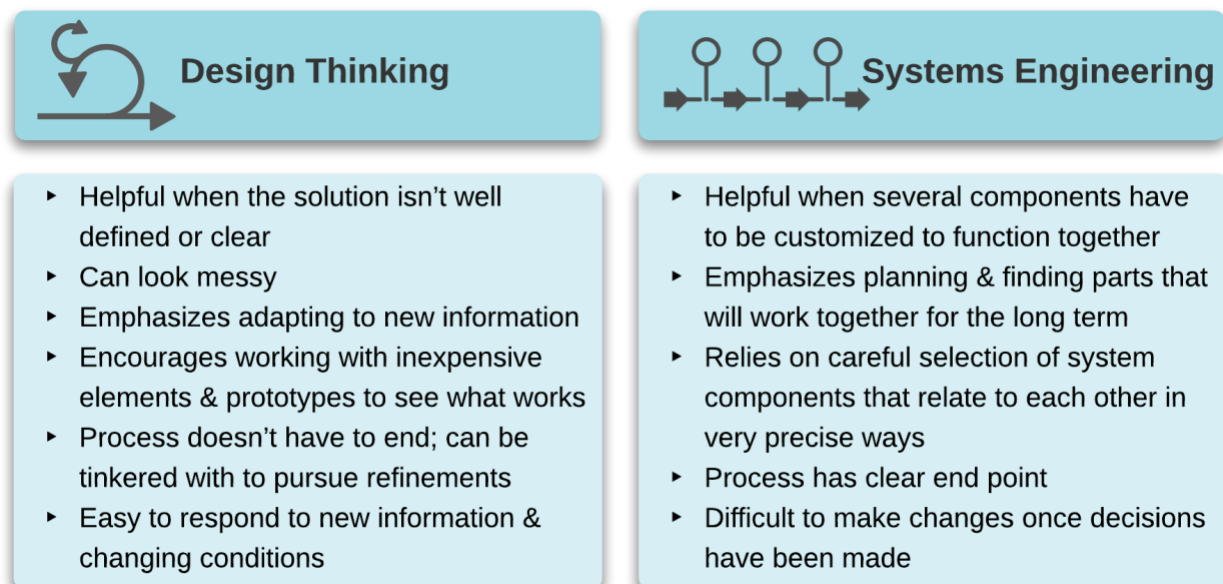 Design Thinking
‣ Helpful when the solution isn’t well
defined or clear
‣ Can look messy
‣ Emphasizes adapting to new information
‣ Encourages working with inexpensive
elements & prototypes to see what works
‣ Process doesn’t have to end; can be
tinkered with to pursue refinements
‣ Easy to respond to new information &
changing conditions
Systems Engineering
‣ Helpful when several components have
to be customized to function together
‣ Emphasizes planning & finding parts that
will work together for the long term
‣ Relies on careful selection of system
components that relate to each other in
very precise ways
‣ Process has clear end point
‣ Difficult to make changes once decisions
have been made